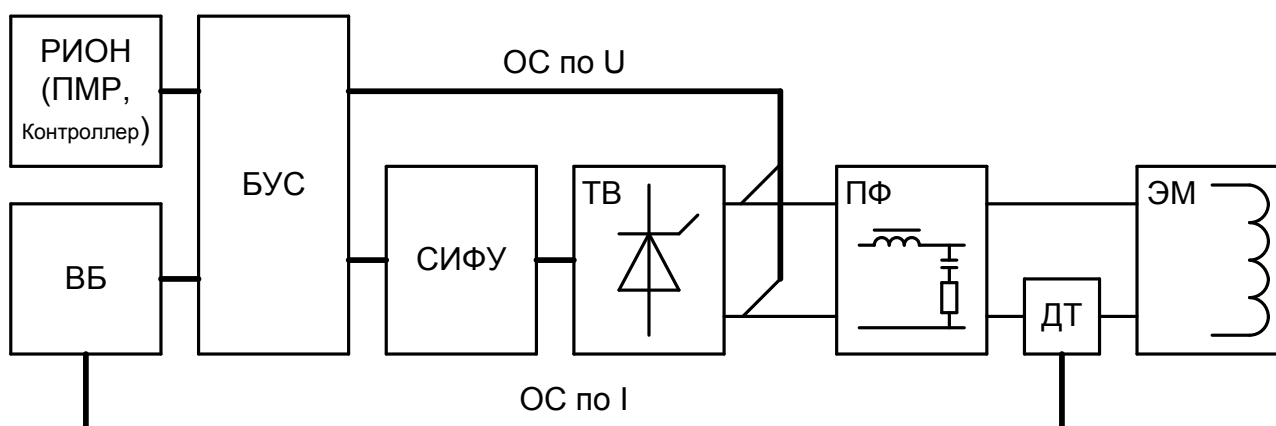 РИОН
(ПМР,
Контроллер)
ОС по U
БУС
ТВ
ПФ
ЭМ
СИФУ
ВБ
ДТ
ОС по I